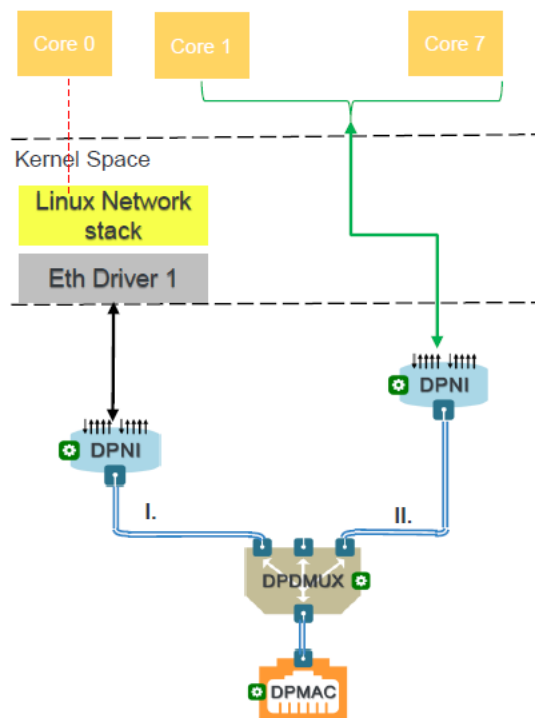 Core 0
Core 1
Core 7
Kernel Space
Linux Network
stack
Eth Driver 1
DPNI
DPNI
I.
II.
DPDMUX
DPMAC